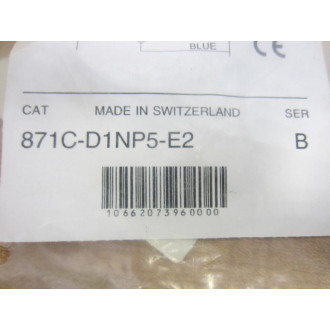 BLUE
CE
CAT MADE IN SWITZERLAND SER
871C-D1NP5-E2 B
10662073960000